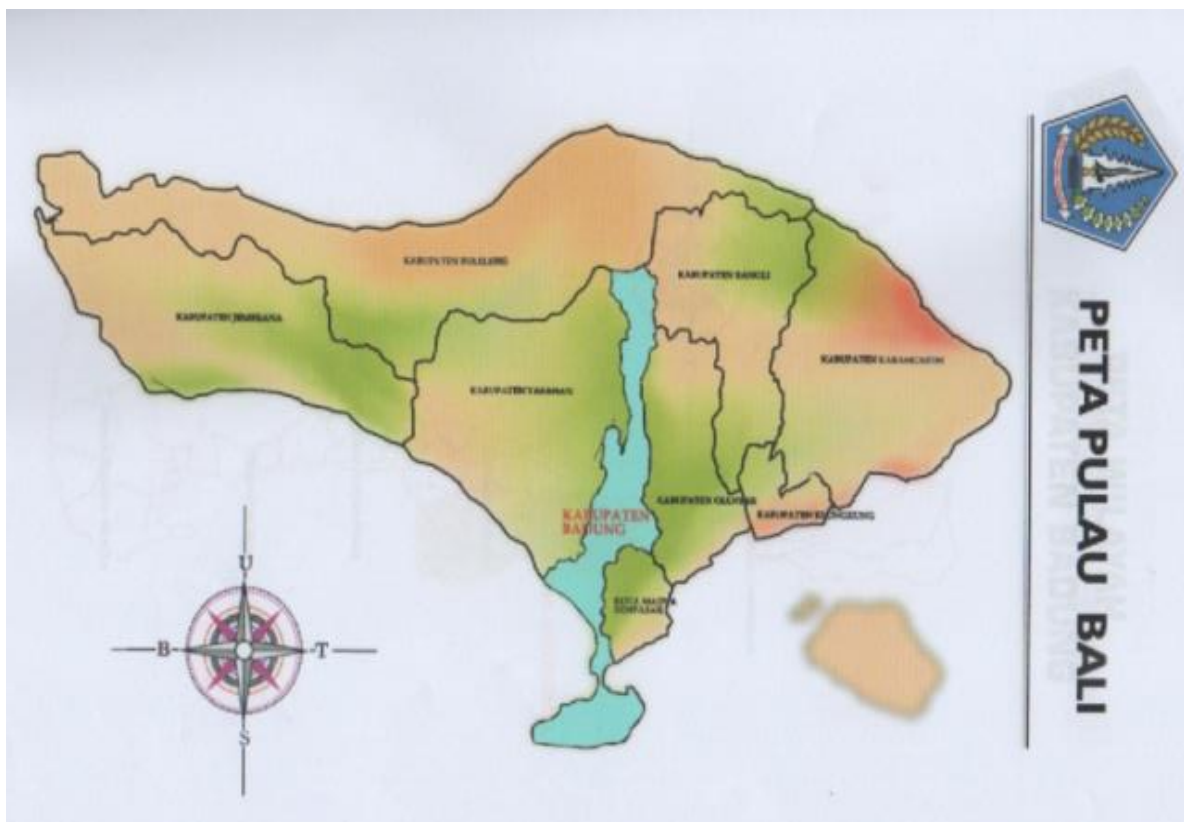 PETA PULAU BALI
KABUPATEN BULELENG
KABUPATEN BANGLI
KABUPATEN JEMBRANA
KABUPATEN KARANGASEM
KABUPATEN TABANAN
KABUPATEN GIANYAR
KABUPATEN KLUNGKUNG
KABUPATEN
BADUNG
KOTA MADYA
DENPASAR
U
B
T
S